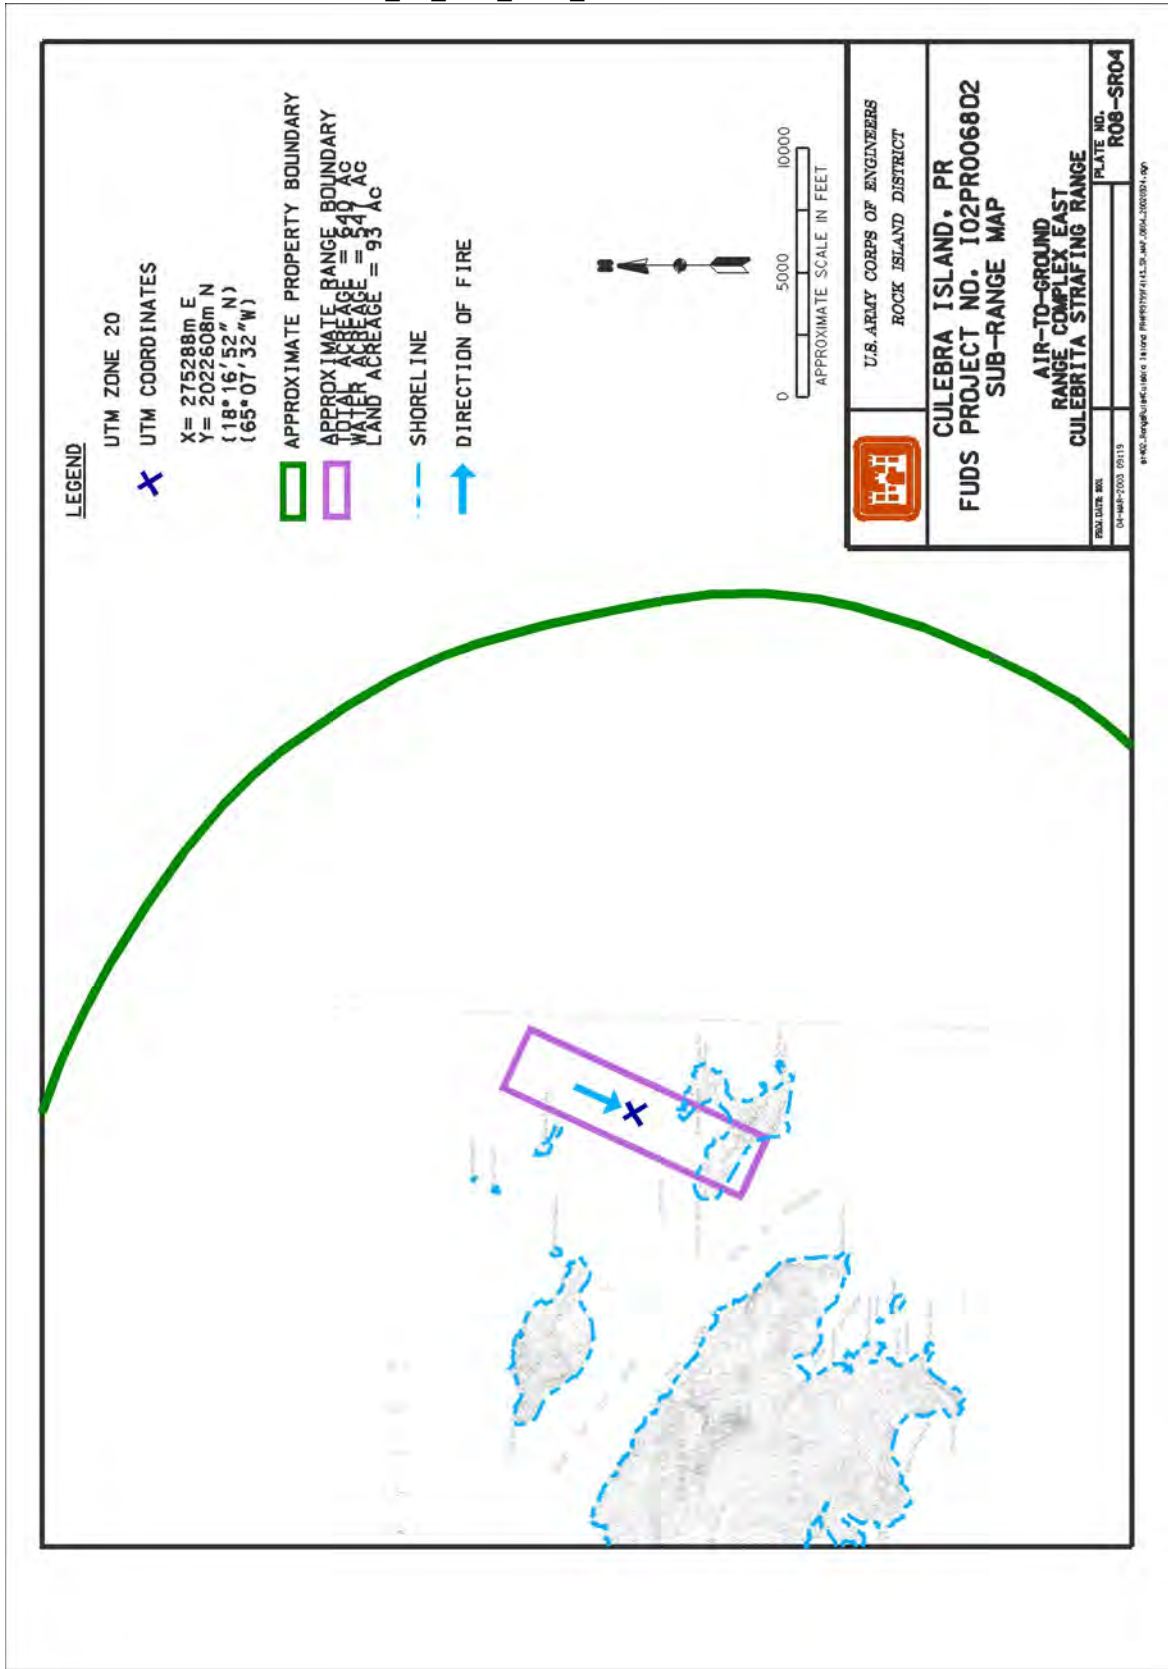 LEGEND
UTM ZONE 20
UTM COORDINATES
X= 275288m E
Y= 2022608m N
(18° 16' 52" N)
(65° 07' 32"W)
APPROXIMATE PROPERTY BOUNDARY
APPROXIMATE RANGE BOUNDARY
TOTAL ACREAGE = 640 AC
WATER ACREAGE = 547 AC
LAND ACREAGE = 93 AC
SHORELINE
DIRECTION OF FIRE
0 5000 10000
APPROXIMATE SCALE IN FEET
U.S. ARMY CORPS OF ENGINEERS
ROCK ISLAND DISTRICT
CULEBRA ISLAND, PR
FUDS PROJECT NO. I02PR006802
SUB-RANGE MAP
AIR-TO-GROUND
RANGE COMPLEX EAST
CULEBRITA STRAFING RANGE
PROJ. DATE:
04-MAR-2003 09:19
PLATE NO.
R08-SR04